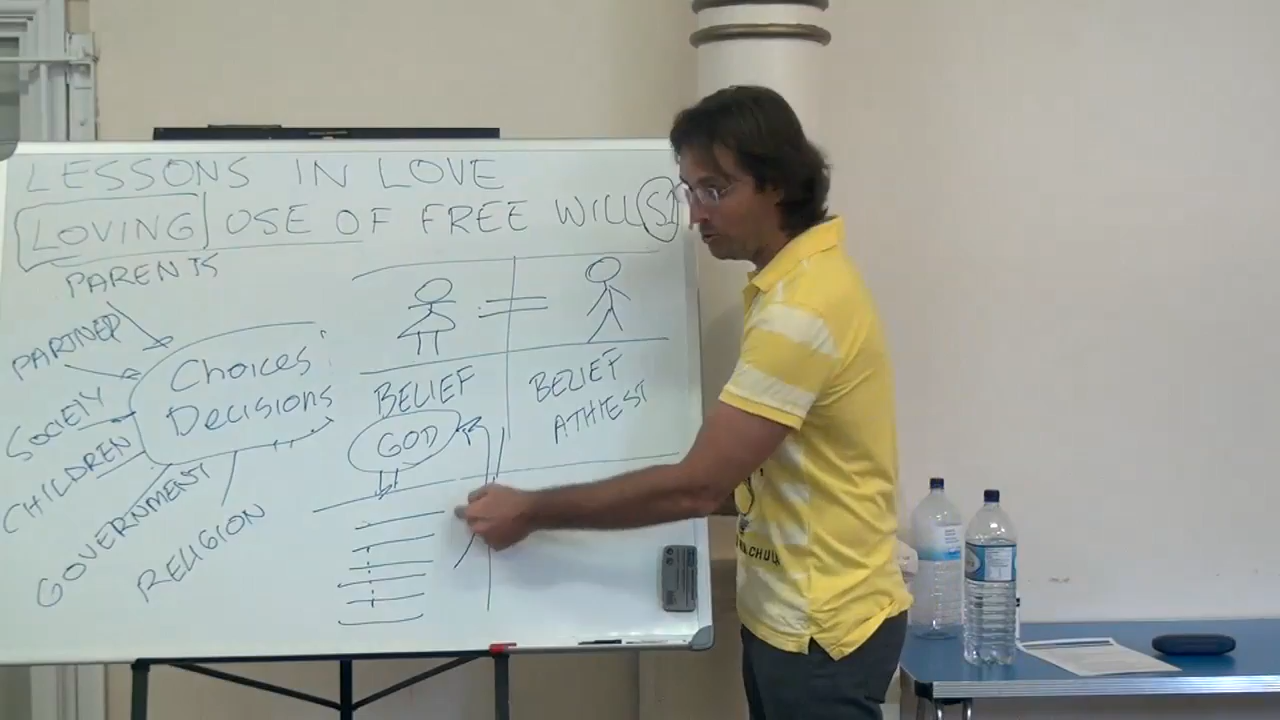 LESSONS IN LOVE
LOVING USE OF FREE WILL S1
PARENTS
PARTNER
SOCIETY
CHILDREN
GOVERNMENT
RELIGION
Choices
Decisions
BELIEF
GOD
BELIEF
ATHIEST